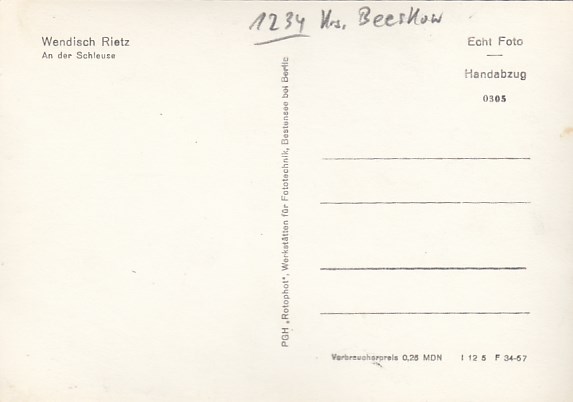 1234 Krs. Beeskow
Wendisch Rietz
An der Schleuse
Echt Foto
Handabzug
0305
PGH „Rotophot“, Werkstätten für Fototechnik, Bestensee bei Berlin
Verbraucherpreis 0,25 MDN I 12 5 F 34-67